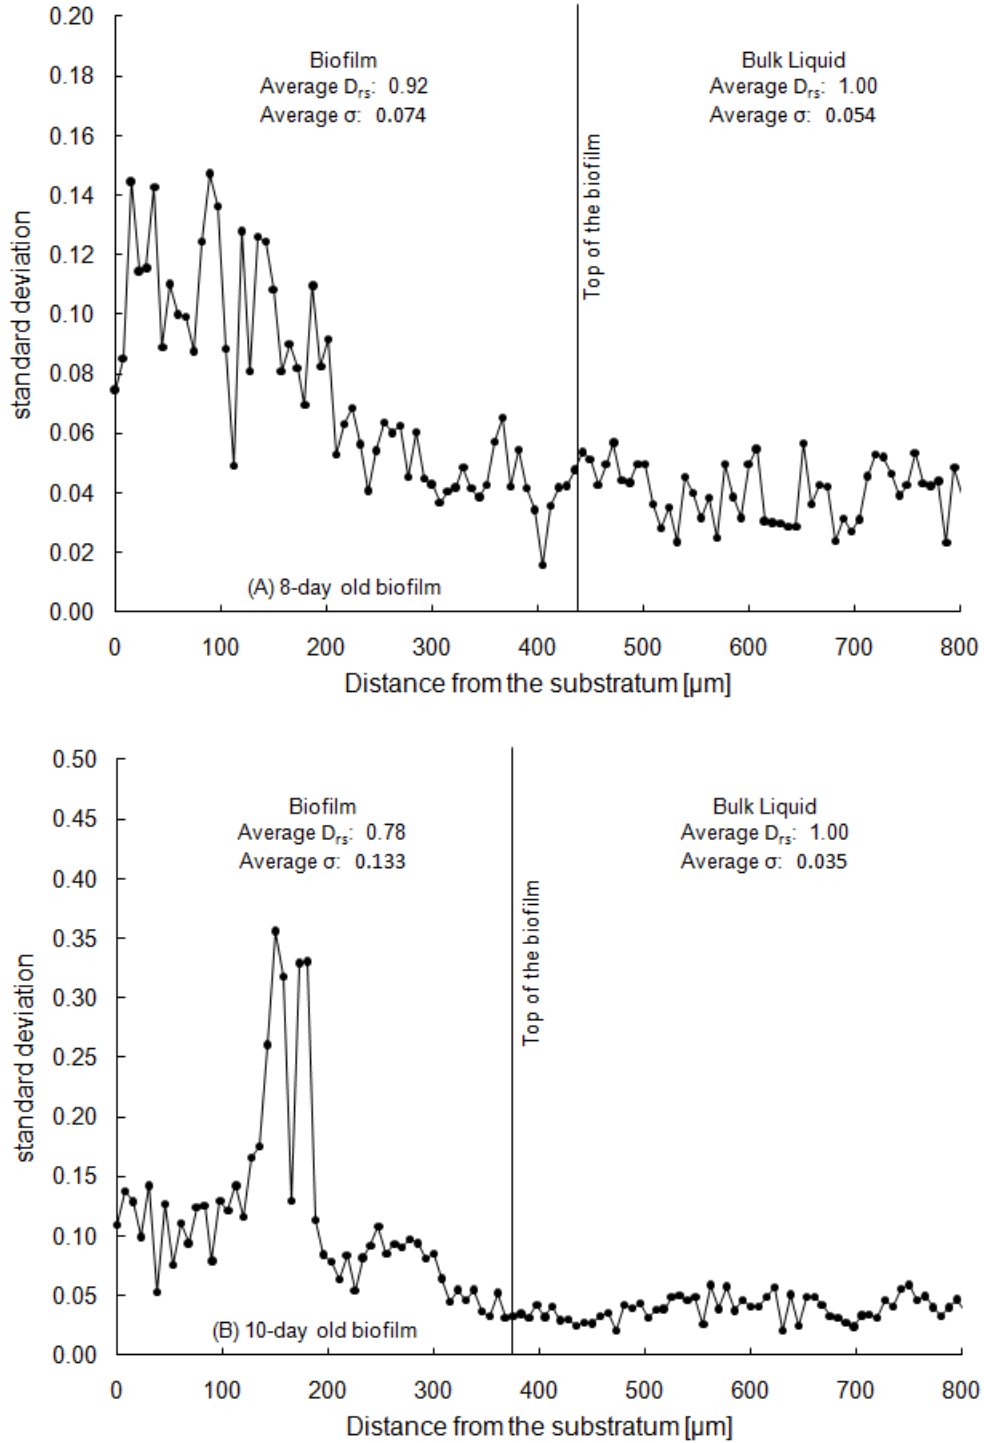 0.20
0.18
0.16
0.14
0.12
0.10
0.08
0.06
0.04
0.02
0.00
standard deviation
Biofilm
Average Drs: 0.92
Average σ: 0.074
Top of the biofilm
Bulk Liquid
Average Drs: 1.00
Average σ: 0.054
(A) 8-day old biofilm
0 100 200 300 400 500 600 700 800
Distance from the substratum [µm]
0.50
0.45
0.40
0.35
0.30
0.25
0.20
0.15
0.10
0.05
0.00
standard deviation
Biofilm
Average Drs: 0.78
Average σ: 0.133
Top of the biofilm
Bulk Liquid
Average Drs: 1.00
Average σ: 0.035
(B) 10-day old biofilm
0 100 200 300 400 500 600 700 800
Distance from the substratum [µm]